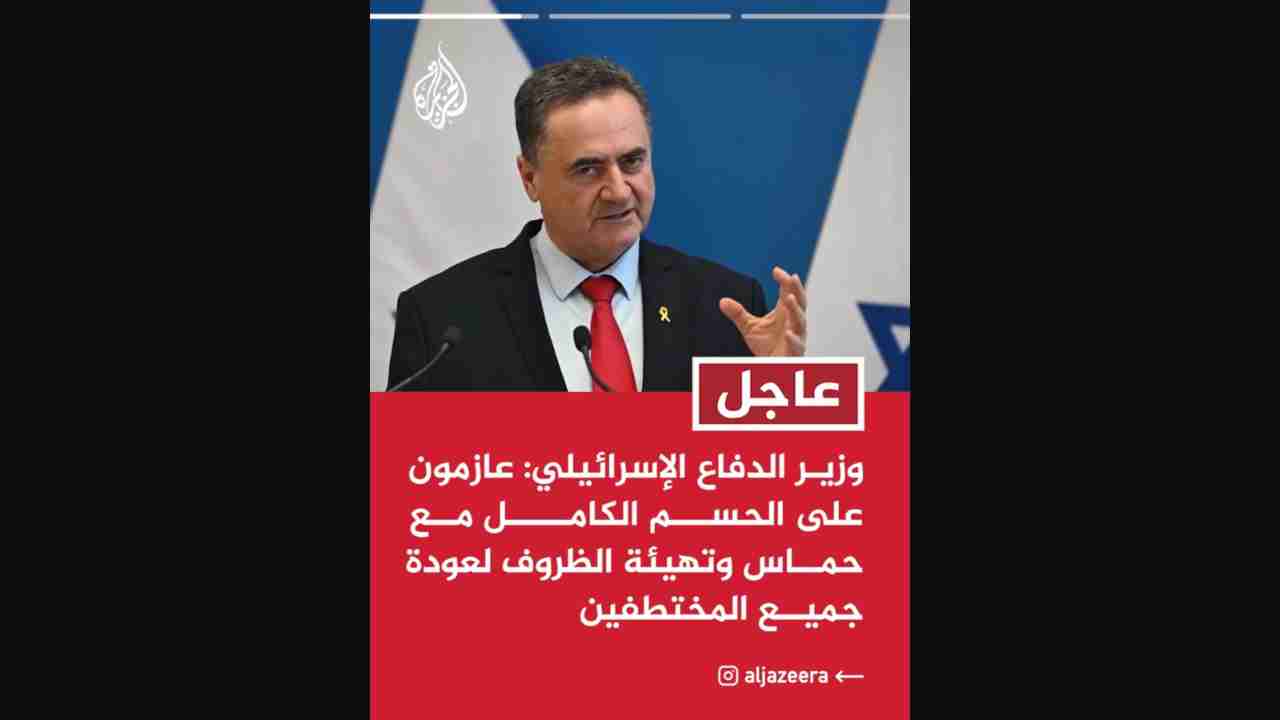 الجزيرة
عاجل
وزير الدفاع الإسرائيلي: عازمون
على الحسم الكامل مع
حماس وتهيئة الظروف لعودة
جميع المختطفين
aljazeera